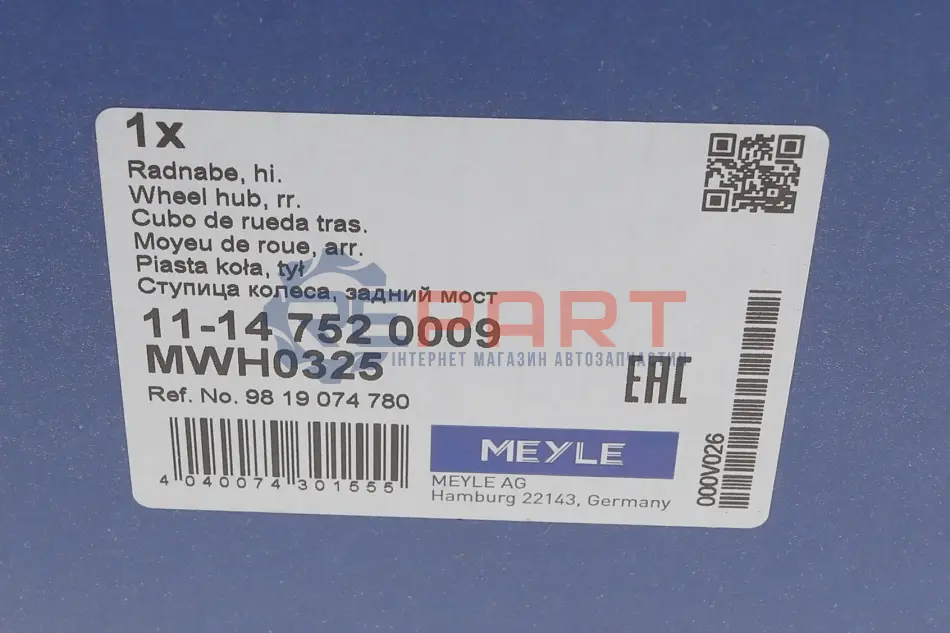 1x
Radnabe, hi.
Wheel hub, rr.
Cubo de rueda tras.
Moyeu de roue, arr.
Piasta koła, tył
Ступица колеса, задний мост
11-14 752 0009
MWH0325
Ref. No. 98 19 074 780
PART
ІНТЕРНЕТ МАГАЗИН АВТОЗАПЧАСТИН
EAC
4 040074 301555
MEYLE
MEYLE AG
Hamburg 22143, Germany
000V026